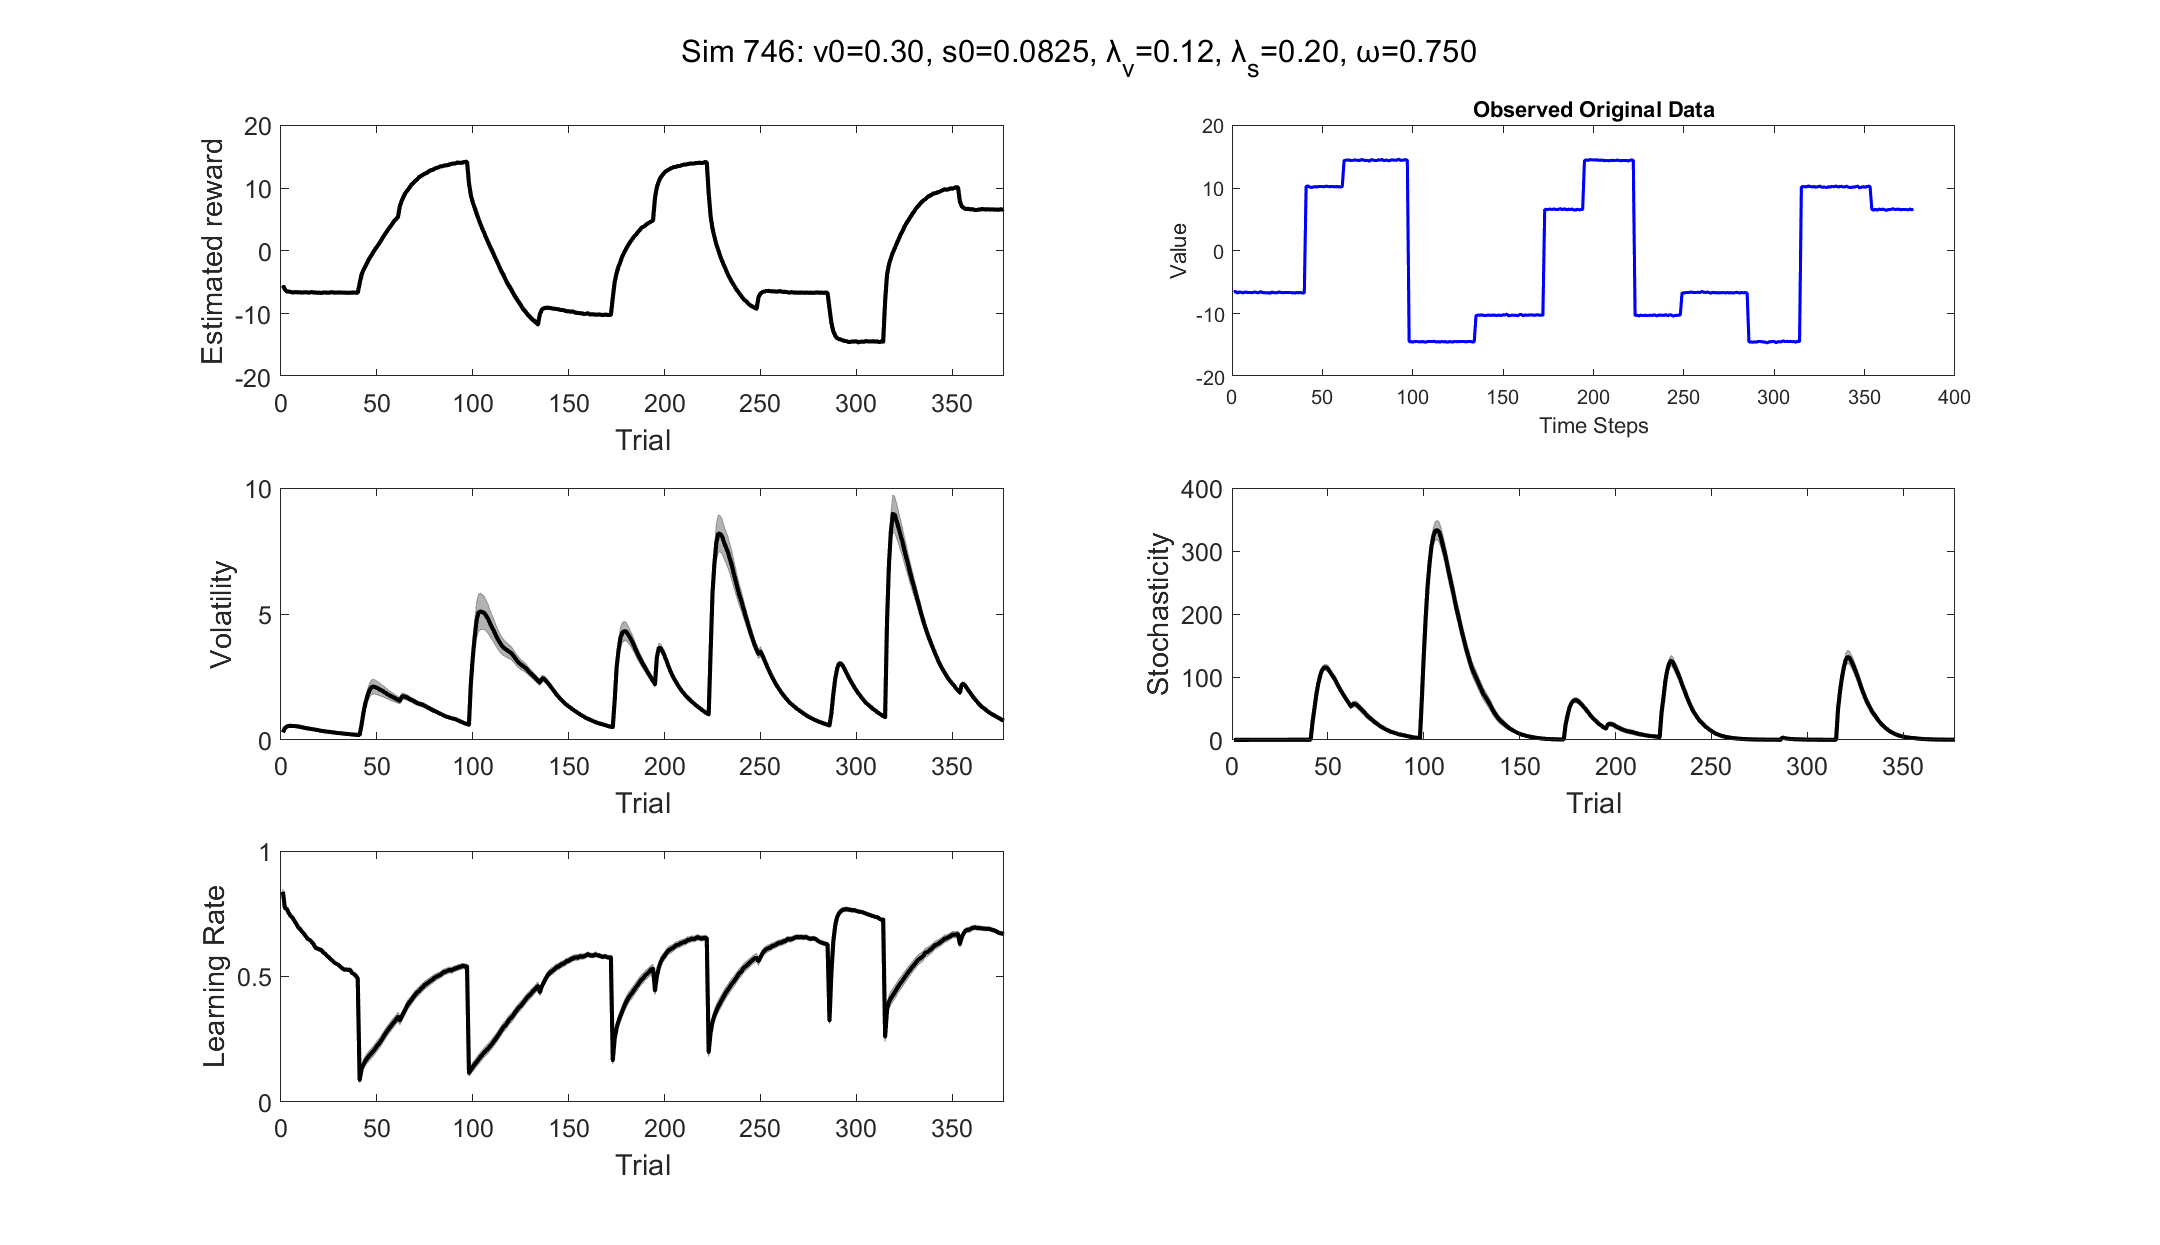 Sim 746: v0=0.30, s0=0.0825, λv=0.12, λs=0.20, ω=0.750
Estimated reward
20
10
0
-10
-20
0 50 100 150 200 250 300 350
Trial
Observed Original Data
Value
20
10
0
-10
-20
0 50 100 150 200 250 300 350 400
Time Steps
Volatility
10
5
0
0 50 100 150 200 250 300 350
Trial
Stochasticity
400
300
200
100
0
0 50 100 150 200 250 300 350
Trial
Learning Rate
1
0.5
0
0 50 100 150 200 250 300 350
Trial